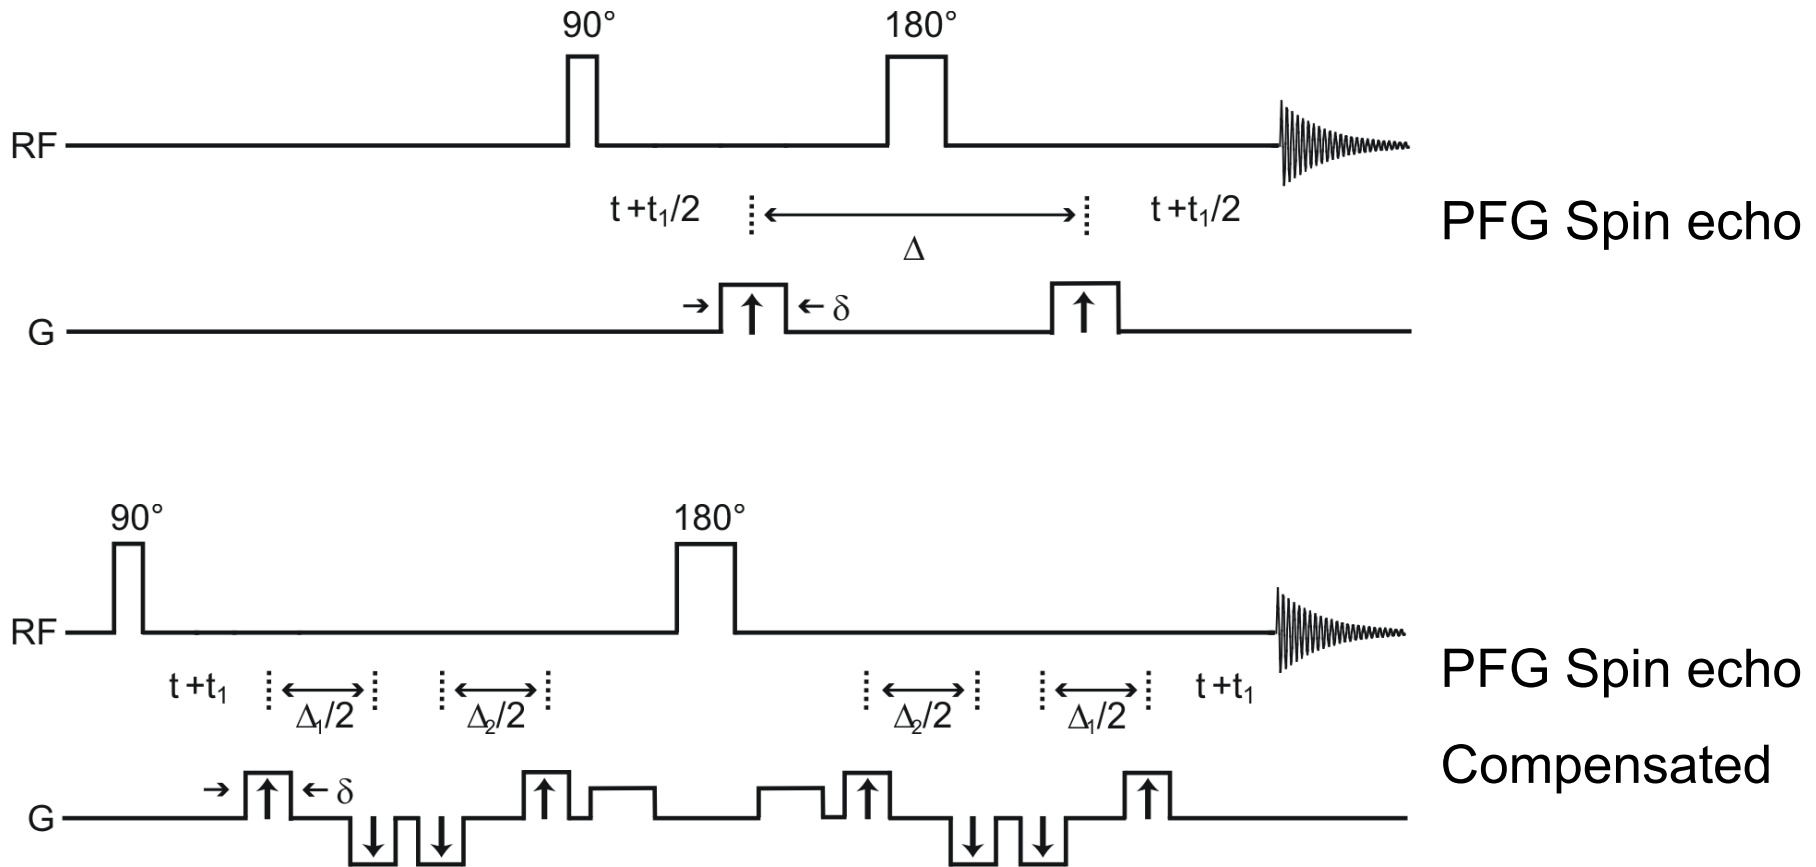 90° 180°
RF
t+t₁/2 t+t₁/2
PFG Spin echo
Δ
δ
G
90° 180°
RF
t+t₁ Δ₁/2 Δ₂/2 Δ₂/2 Δ₁/2 t+t₁
PFG Spin echo
Compensated
δ
G